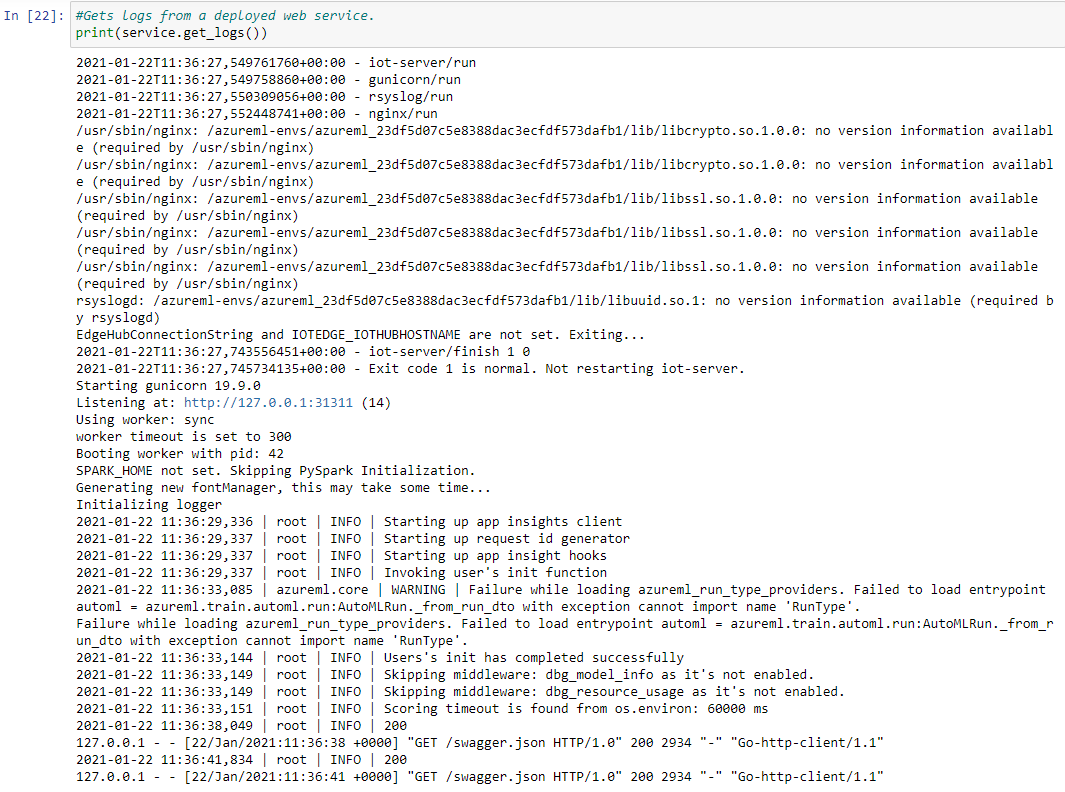 In [22]: #Gets logs from a deployed web service.
print(service.get_logs())
2021-01-22T11:36:27,549761760+00:00 - iot-server/run
2021-01-22T11:36:27,549758860+00:00 - gunicorn/run
2021-01-22T11:36:27,550309056+00:00 - rsyslog/run
2021-01-22T11:36:27,552448741+00:00 - nginx/run
/usr/sbin/nginx: /azureml-envs/azureml_23df5d07c5e8388dac3ecfdf573dafb1/lib/libcrypto.so.1.0.0: no version information availabl
e (required by /usr/sbin/nginx)
/usr/sbin/nginx: /azureml-envs/azureml_23df5d07c5e8388dac3ecfdf573dafb1/lib/libcrypto.so.1.0.0: no version information availabl
e (required by /usr/sbin/nginx)
/usr/sbin/nginx: /azureml-envs/azureml_23df5d07c5e8388dac3ecfdf573dafb1/lib/libssl.so.1.0.0: no version information available
(required by /usr/sbin/nginx)
/usr/sbin/nginx: /azureml-envs/azureml_23df5d07c5e8388dac3ecfdf573dafb1/lib/libssl.so.1.0.0: no version information available
(required by /usr/sbin/nginx)
/usr/sbin/nginx: /azureml-envs/azureml_23df5d07c5e8388dac3ecfdf573dafb1/lib/libssl.so.1.0.0: no version information available
(required by /usr/sbin/nginx)
rsyslogd: /azureml-envs/azureml_23df5d07c5e8388dac3ecfdf573dafb1/lib/libuuid.so.1: no version information available (required b
y rsyslogd)
EdgeHubConnectionString and IOTEDGE_IOTHUBHOSTNAME are not set. Exiting...
2021-01-22T11:36:27,743556451+00:00 - iot-server/finish 1 0
2021-01-22T11:36:27,745734135+00:00 - Exit code 1 is normal. Not restarting iot-server.
Starting gunicorn 19.9.0
Listening at: http://127.0.0.1:31311 (14)
Using worker: sync
worker timeout is set to 300
Booting worker with pid: 42
SPARK_HOME not set. Skipping PySpark Initialization.
Generating new fontManager, this may take some time...
Initializing logger
2021-01-22 11:36:29,336 | root | INFO | Starting up app insights client
2021-01-22 11:36:29,337 | root | INFO | Starting up request id generator
2021-01-22 11:36:29,337 | root | INFO | Starting up app insight hooks
2021-01-22 11:36:29,337 | root | INFO | Invoking user's init function
2021-01-22 11:36:33,085 | azureml.core | WARNING | Failure while loading azureml_run_type_providers. Failed to load entrypoint
automl = azureml.train.automl.run:AutoMLRun._from_run_dto with exception cannot import name 'RunType'.
Failure while loading azureml_run_type_providers. Failed to load entrypoint automl = azureml.train.automl.run:AutoMLRun._from_r
un_dto with exception cannot import name 'RunType'.
2021-01-22 11:36:33,144 | root | INFO | Users's init has completed successfully
2021-01-22 11:36:33,149 | root | INFO | Skipping middleware: dbg_model_info as it's not enabled.
2021-01-22 11:36:33,149 | root | INFO | Skipping middleware: dbg_resource_usage as it's not enabled.
2021-01-22 11:36:33,151 | root | INFO | Scoring timeout is found from os.environ: 60000 ms
2021-01-22 11:36:38,049 | root | INFO | 200
127.0.0.1 - - [22/Jan/2021:11:36:38 +0000] "GET /swagger.json HTTP/1.0" 200 2934 "-" "Go-http-client/1.1"
2021-01-22 11:36:41,834 | root | INFO | 200
127.0.0.1 - - [22/Jan/2021:11:36:41 +0000] "GET /swagger.json HTTP/1.0" 200 2934 "-" "Go-http-client/1.1"